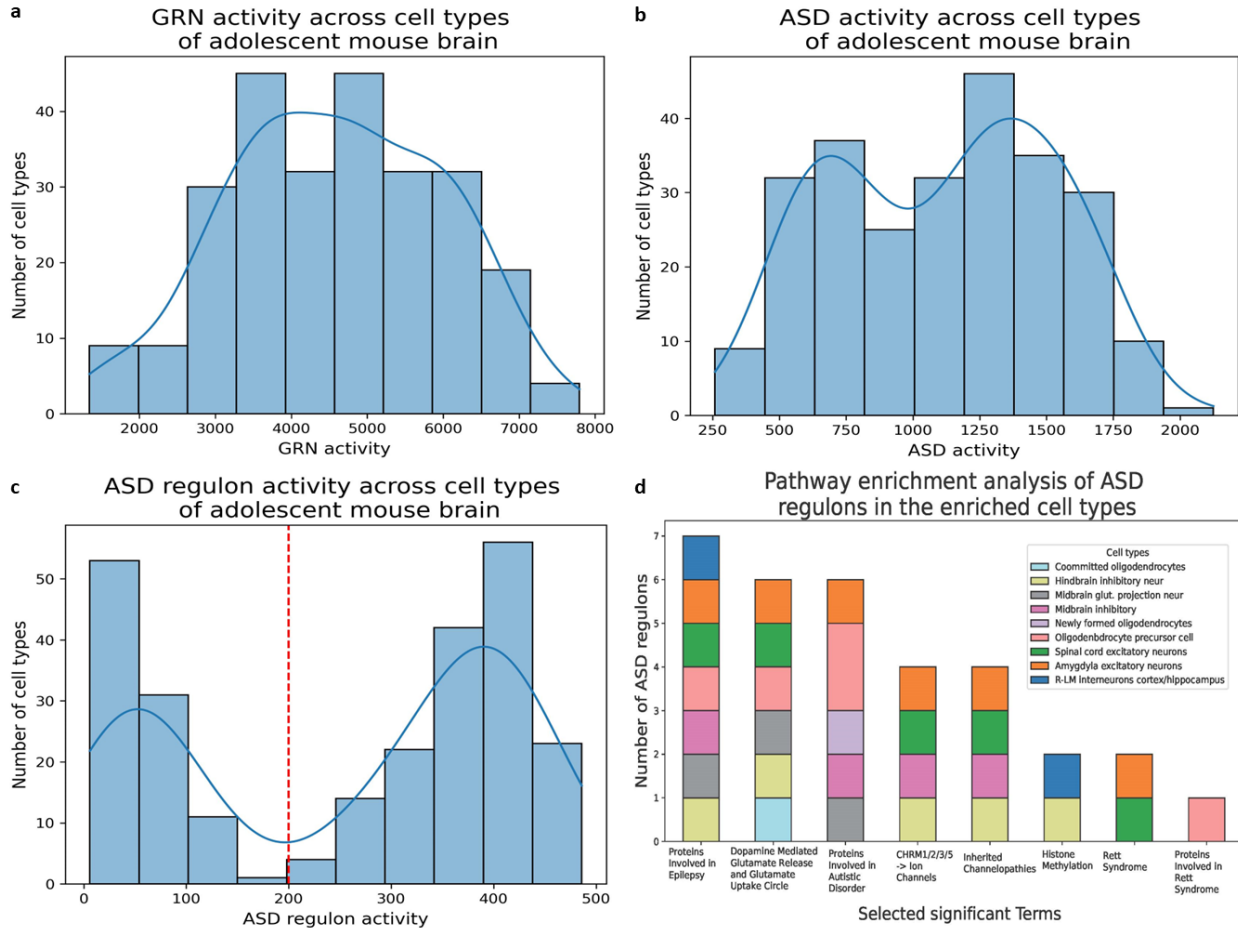 a
GRN activity across cell types
of adolescent mouse brain
Number of cell types
40
30
20
10
0
2000 3000 4000 5000 6000 7000 8000
GRN activity
b
ASD activity across cell types
of adolescent mouse brain
Number of cell types
40
30
20
10
0
250 500 750 1000 1250 1500 1750 2000
ASD activity
c
ASD regulon activity across cell types
of adolescent mouse brain
Number of cell types
50
40
30
20
10
0
0 100 200 300 400 500
ASD regulon activity
d
Pathway enrichment analysis of ASD
regulons in the enriched cell types
Number of ASD regulons
7
6
5
4
3
2
1
0
Cell types
Coommitted oligodendrocytes
Hindbrain inhibitory neur
Midbrain glut. projection neur
Midbrain inhibitory
Newly formed oligodendrocytes
Oligodenbdrocyte precursor cell
Spinal cord excitatory neurons
Amygdyla excitatory neurons
R-LM Interneurons cortex/hippocampus
Proteins
Involved in
Epilepsy
Dopamine Mediated
Glutamate Release
and Glutamate
Uptake Circle
Proteins
Involved in
Autistic
Disorder
CHRM1/2/3/5
-> Ion
Channels
Inherited
Channelopathies
Histone
Methylation
Rett
Syndrome
Proteins
Involved in
Rett
Syndrome
Selected significant Terms